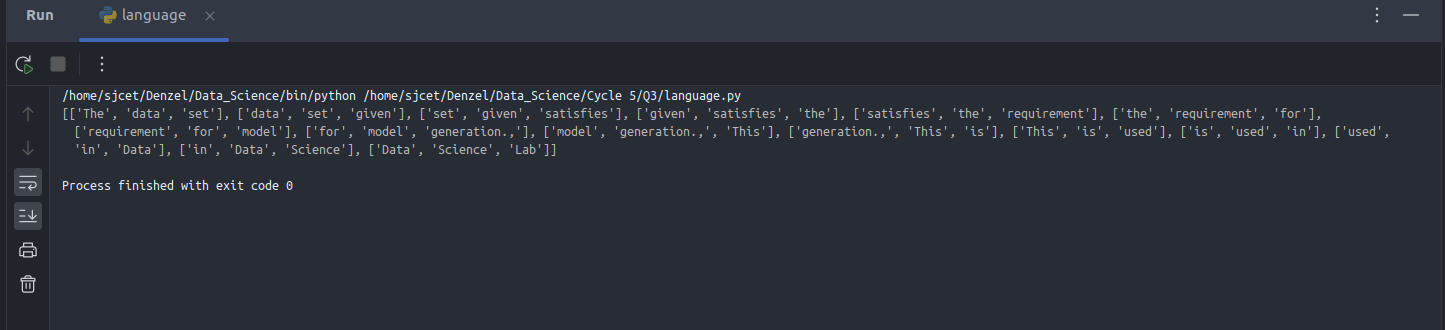 Run language
/home/sjcet/Denzel/Data_Science/bin/python /home/sjcet/Denzel/Data_Science/Cycle 5/Q3/language.py
[['The', 'data', 'set'], ['data', 'set', 'given'], ['set', 'given', 'satisfies'], ['given', 'satisfies', 'the'], ['satisfies', 'the', 'requirement'], ['the', 'requirement', 'for'],
['requirement', 'for', 'model'], ['for', 'model', 'generation.,'], ['model', 'generation.,', 'This'], ['generation.,', 'This', 'is'], ['This', 'is', 'used'], ['is', 'used', 'in'], ['used',
'in', 'Data'], ['in', 'Data', 'Science'], ['Data', 'Science', 'Lab']]
Process finished with exit code 0